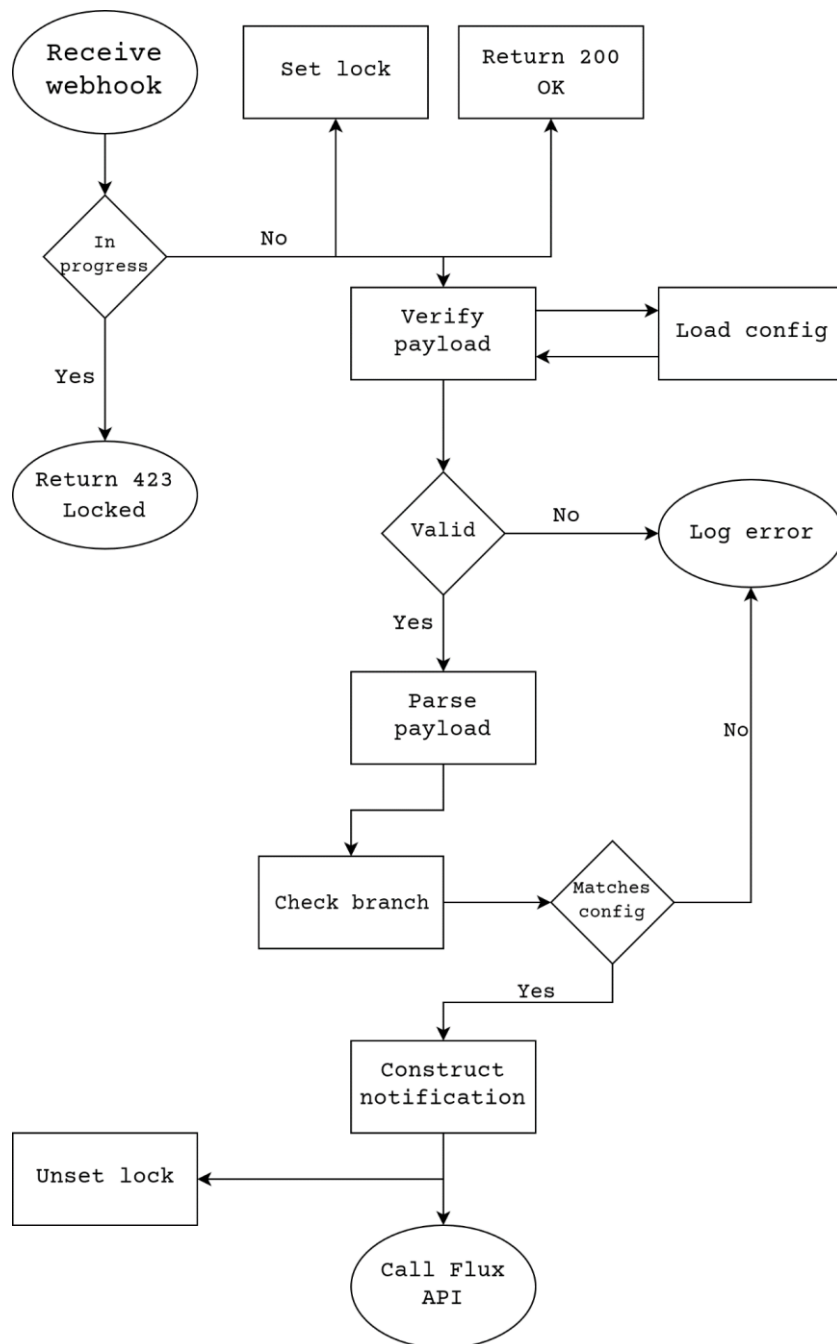 Receive
webhook
Set lock
Return 200
OK
In
progress
No
Verify
payload
Load config
Yes
Return 423
Locked
Valid
No
Log error
Yes
Parse
payload
No
Check branch
Matches
config
Yes
Construct
notification
Unset lock
Call Flux
API